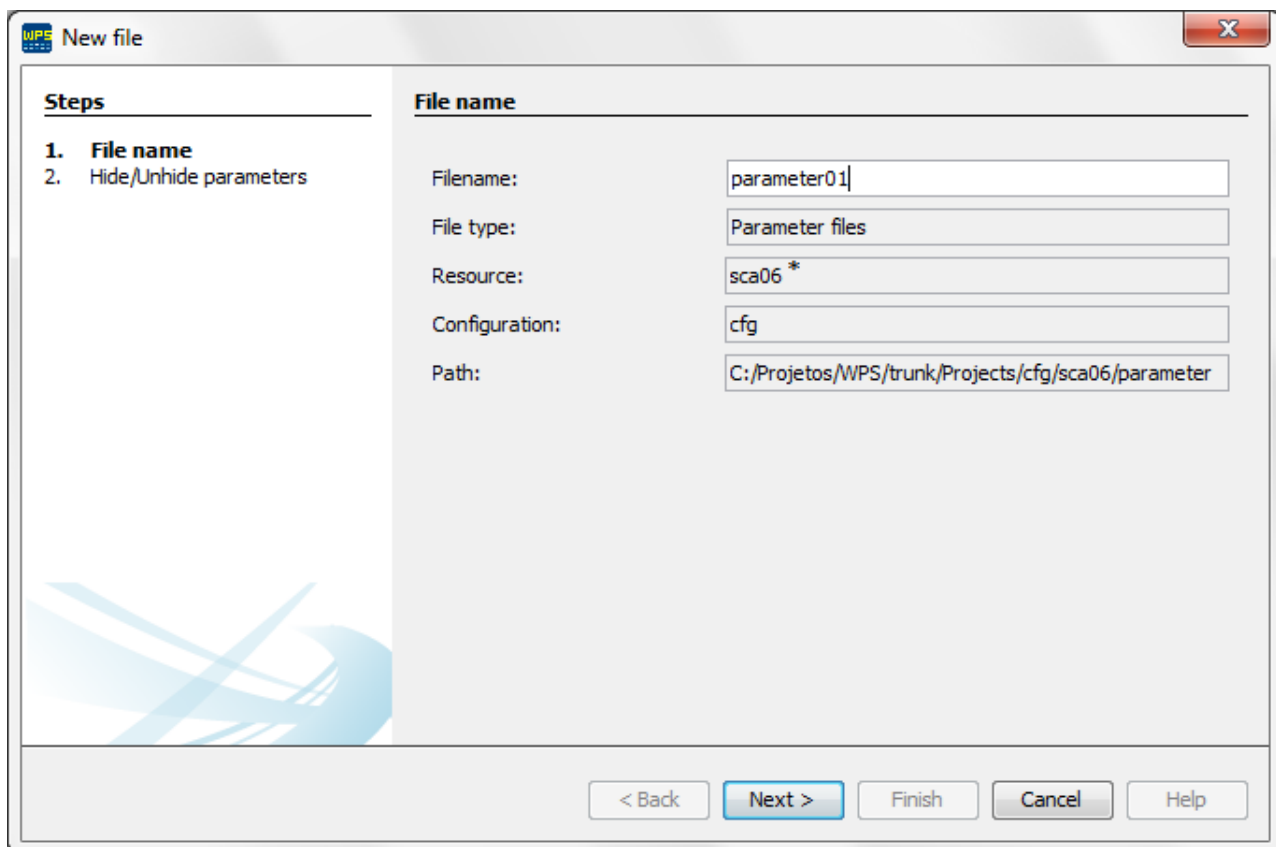 WPS New file
X
Steps
1. File name
2. Hide/Unhide parameters
File name
Filename: parameter01
File type: Parameter files
Resource: sca06 *
Configuration: cfg
Path: C:/Projetos/WPS/trunk/Projects/cfg/sca06/parameter
< Back Next > Finish Cancel Help